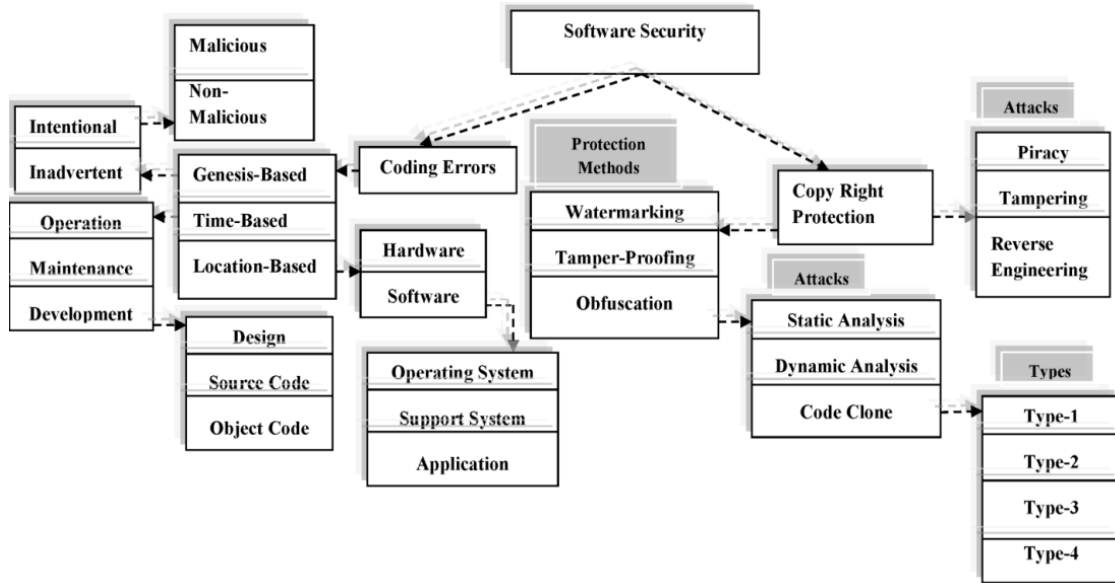 Software Security
Malicious
Non-
Malicious
Intentional
Inadvertent
Coding Errors
Genesis-Based
Time-Based
Location-Based
Operation
Maintenance
Development
Design
Source Code
Object Code
Hardware
Software
Operating System
Support System
Application
Copy Right
Protection
Protection
Methods
Watermarking
Tamper-Proofing
Obfuscation
Attacks
Piracy
Tampering
Reverse
Engineering
Attacks
Static Analysis
Dynamic Analysis
Code Clone
Types
Type-1
Type-2
Type-3
Type-4